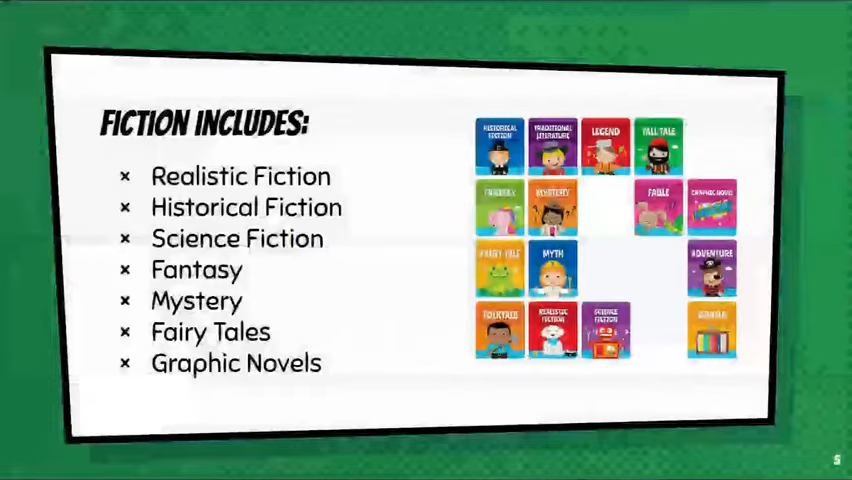 FICTION INCLUDES:
× Realistic Fiction
× Historical Fiction
× Science Fiction
× Fantasy
× Mystery
× Fairy Tales
× Graphic Novels
HISTORICAL FICTION
TRADITIONAL LITERATURE
LEGEND
TALL TALE
FANTASY
MYSTERY
FABLE
GRAPHIC NOVEL
FAIRY TALE
MYTH
ADVENTURE
FOLKTALE
REALISTIC FICTION
SCIENCE FICTION
5